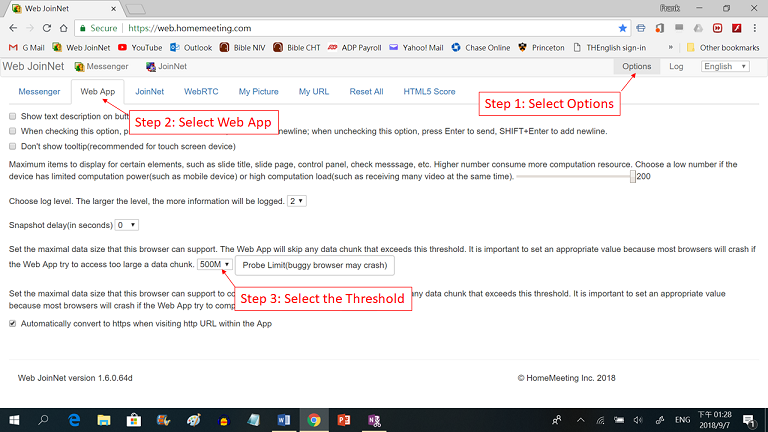 Web JoinNet
Frank
Secure | https://web.homemeeting.com
G Mail Web JoinNet YouTube Outlook Bible NIV Bible CHT ADP Payroll Yahoo! Mail Chase Online Princeton THEnglish sign-in » Other bookmarks
Web JoinNet Messenger JoinNet Options Log English
Messenger Web App JoinNet WebRTC My Picture My URL Reset All HTML5 Score
Step 1: Select Options
Show text description on but
Step 2: Select Web App
When checking this option, p newline; when unchecking this option, press Enter to send, SHIFT+Enter to add newline.
Don't show tooltip(recommended for touch screen device)
Maximum items to display for certain elements, such as slide title, slide page, control panel, check messsage, etc. Higher number consume more computation resource. Choose a low number if the
device has limited computation power(such as mobile device) or high computation load(such as receiving many video at the same time). 200
Choose log level. The larger the level, the more information will be logged. 2
Snapshot delay(in seconds) 0
Set the maximal data size that this browser can support. The Web App will skip any data chunk that exceeds this threshold. It is important to set an appropriate value because most browsers will crash if
the Web App try to access too large a data chunk. 500M Probe Limit(buggy browser may crash)
Step 3: Select the Threshold
Set the maximal data size that this browser can support to co ny data chunk that exceeds this threshold. It is important to set an appropriate value
because most browsers will crash if the Web App try to comp
Automatically convert to https when visiting http URL within the App
Web JoinNet version 1.6.0.64d © HomeMeeting Inc. 2018
ENG 下午 01:28
2018/9/7